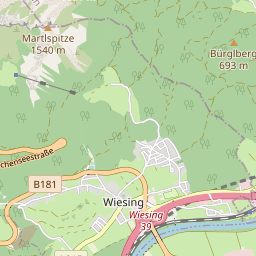 Martlspitze
1540 m
Bürglberg
693 m
chenseestraße
B181
Wiesing
Wiesing
39